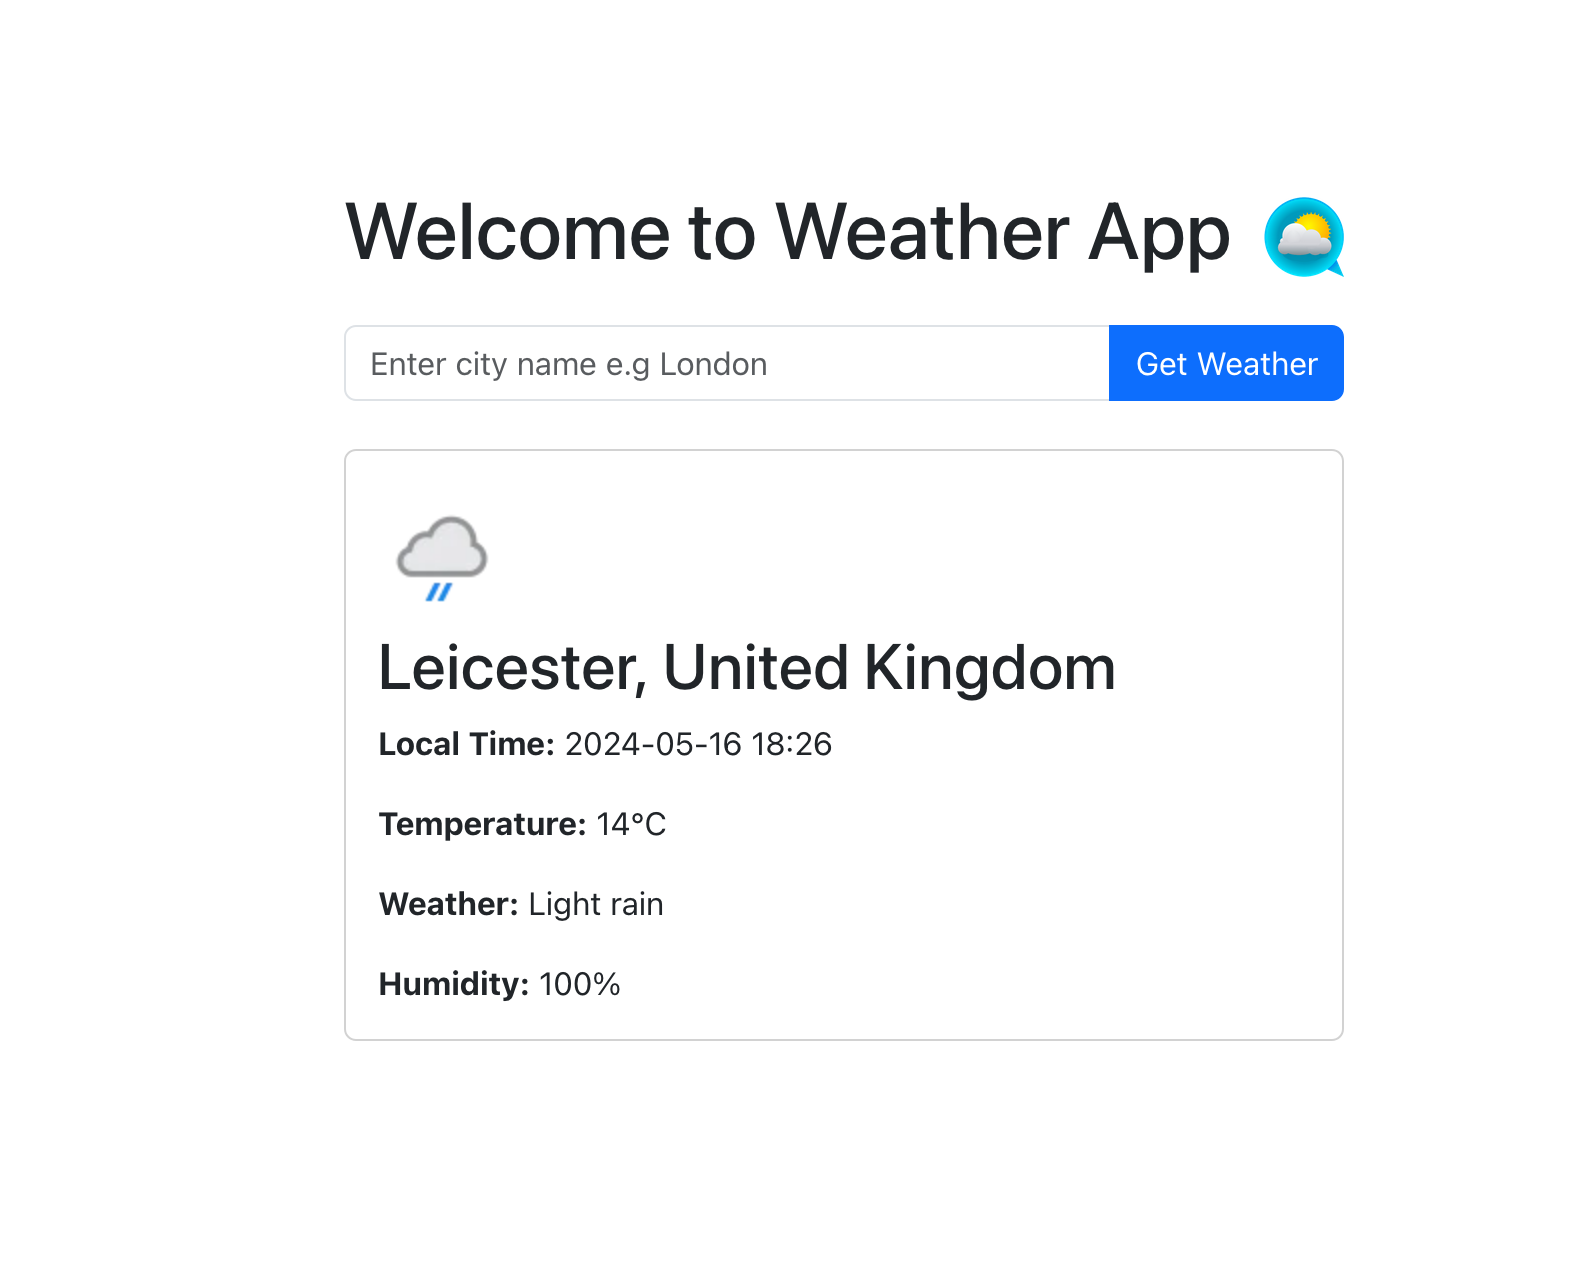 Welcome to Weather App
Enter city name e.g London
Get Weather
Leicester, United Kingdom
Local Time: 2024-05-16 18:26
Temperature: 14°C
Weather: Light rain
Humidity: 100%